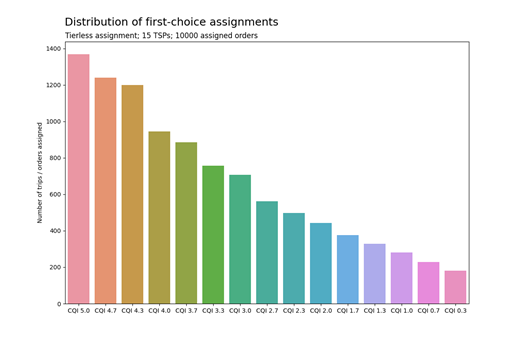 Distribution of first-choice assignments
Tierless assignment; 15 TSPs; 10000 assigned orders
Number of trips / orders assigned
1400
1200
1000
800
600
400
200
0
CQI 5.0 CQI 4.7 CQI 4.3 CQI 4.0 CQI 3.7 CQI 3.3 CQI 3.0 CQI 2.7 CQI 2.3 CQI 2.0 CQI 1.7 CQI 1.3 CQI 1.0 CQI 0.7 CQI 0.3